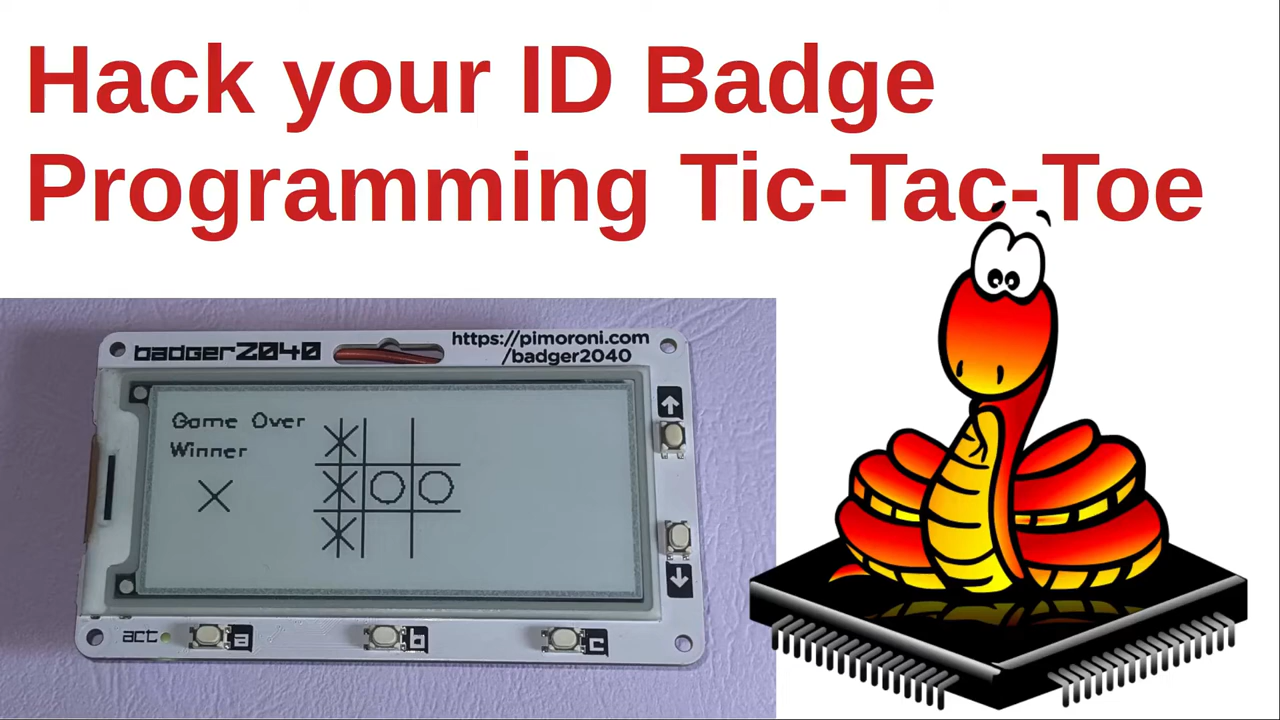 Hack your ID Badge
Programming Tic-Tac-Toe
badger2040
https://pimoroni.com
/badger2040
Game Over
Winner
X
act
a
b
c